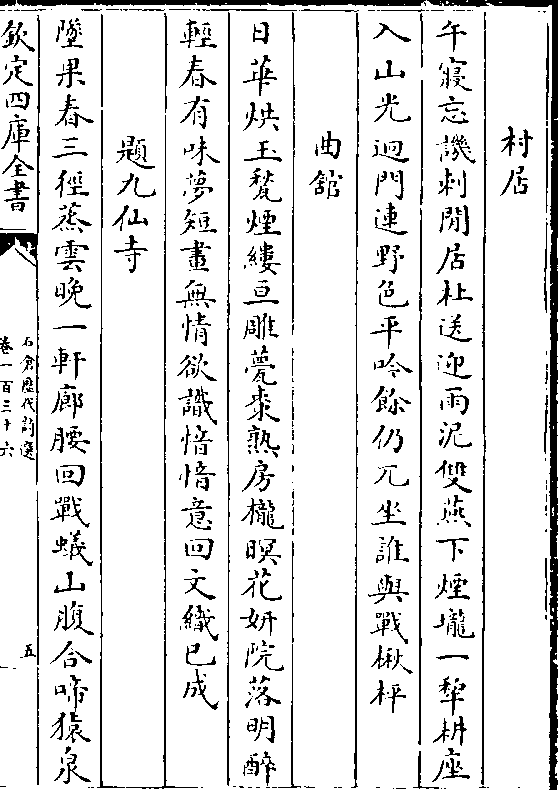 村居
午寢忘譏刺閒居杜送迎雨泥雙燕下煙壠一犂耕座
入山光迥門連野色平吟餘仍兀坐誰與戰楸枰
曲舘
日華烘玉甃煙縷亘雕甍棗熟房櫳暝花妍院落明醉
輕春有味夢短晝無情欲識愔愔意回文織已成
題九仙寺
墜果春三徑蒸雲晚一軒廊腰回戰蟻山腹合啼猿泉
欽定四庫全書
石倉歷代詩選
卷一百三十六
五